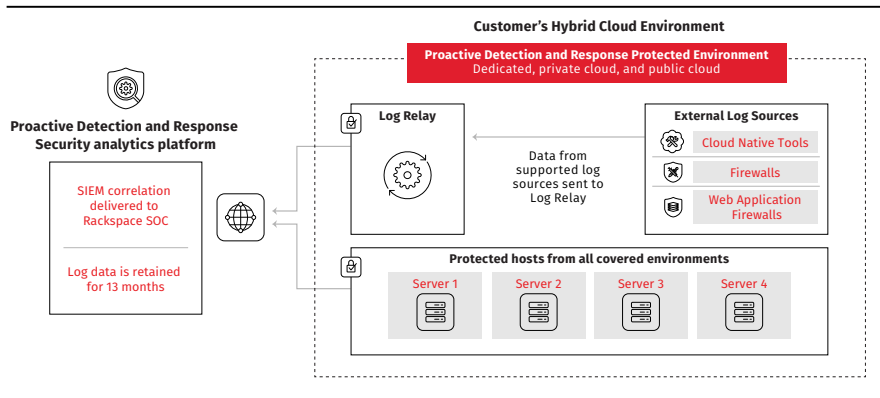 Customer's Hybrid Cloud Environment
Proactive Detection and Response Protected Environment
Dedicated, private cloud, and public cloud
Proactive Detection and Response
Security analytics platform
SIEM correlation
delivered to
Rackspace SOC
Log data is retained
for 13 months
Log Relay
Data from
supported log
sources sent to
Log Relay
External Log Sources
Cloud Native Tools
Firewalls
Web Application
Firewalls
Protected hosts from all covered environments
Server 1
Server 2
Server 3
Server 4